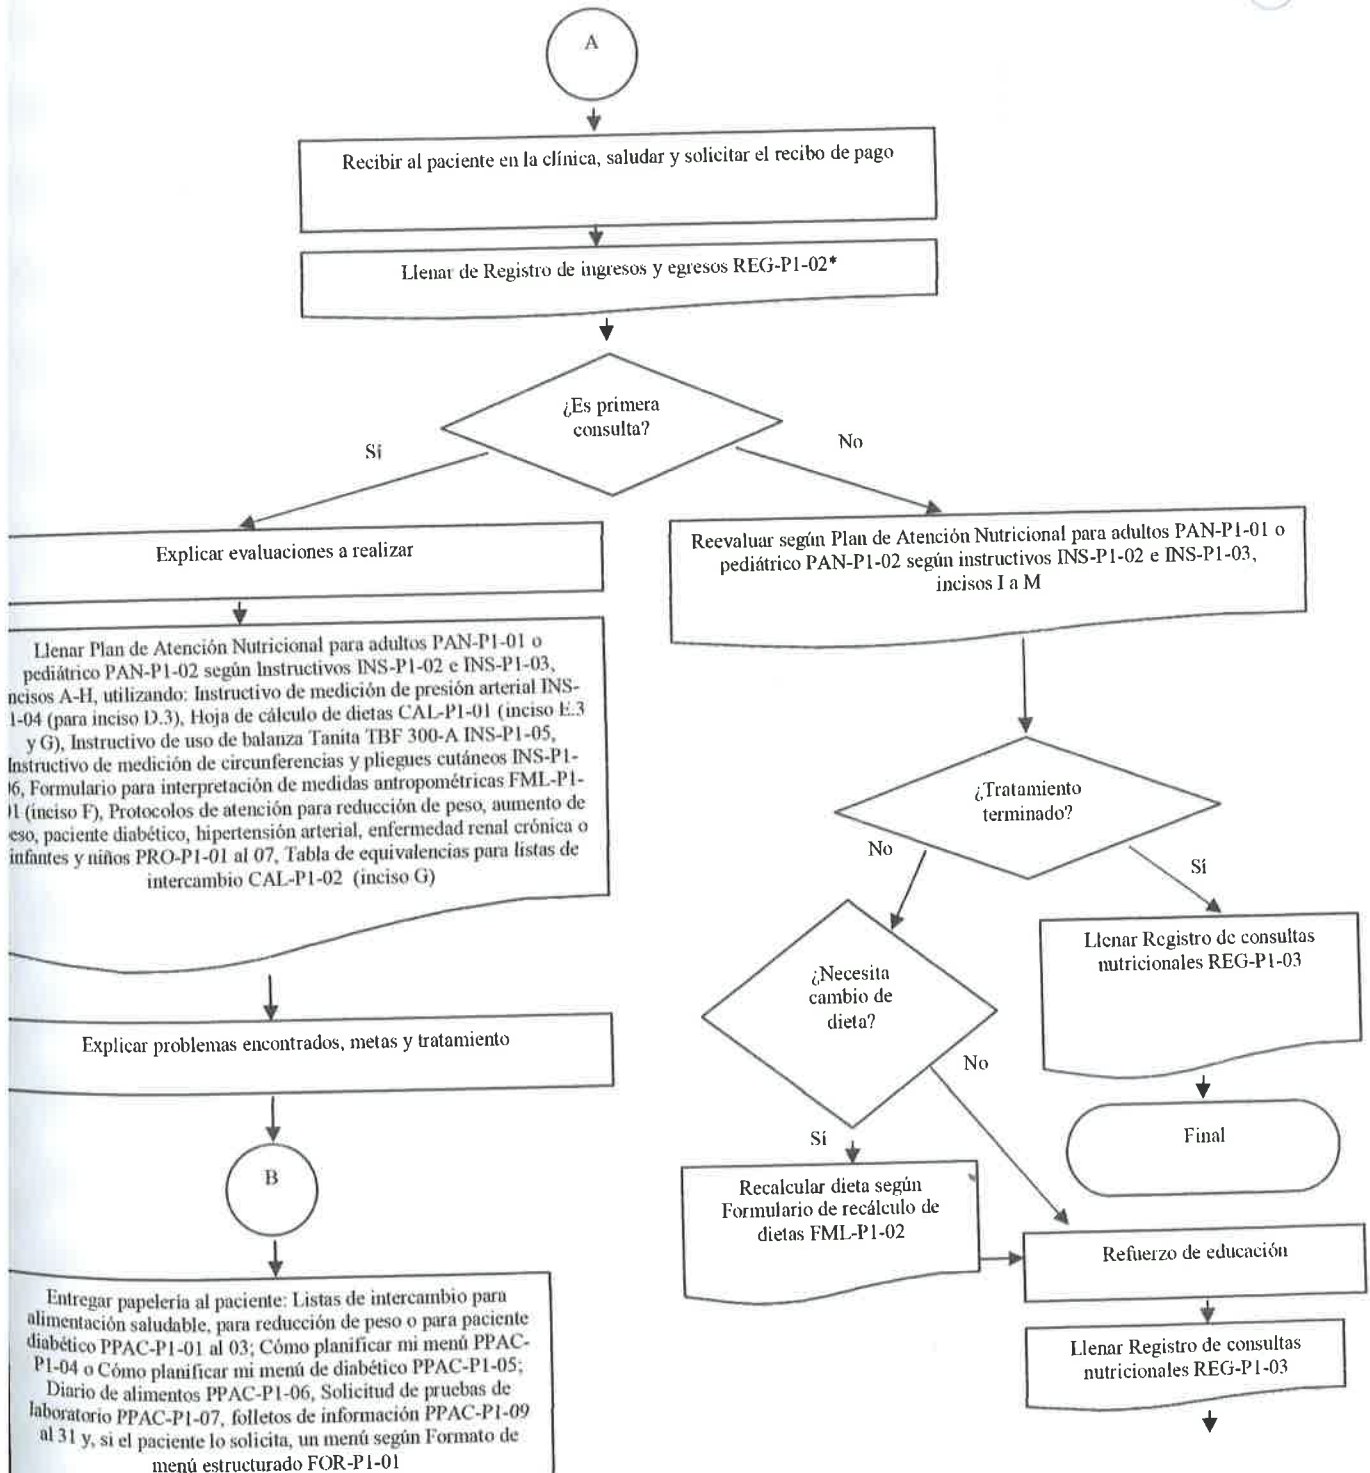 A
Recibir al paciente en la clínica, saludar y solicitar el recibo de pago
Llenar de Registro de ingresos y egresos REG-P1-02*
¿Es primera
consulta?
Sí
No
Explicar evaluaciones a realizar
Llenar Plan de Atención Nutricional para adultos PAN-P1-01 o
pediátrico PAN-P1-02 según Instructivos INS-P1-02 e INS-P1-03,
ncisos A-H, utilizando: Instructivo de medición de presión arterial INS-
1-04 (para inciso D.3), Hoja de cálculo de dietas CAL-P1-01 (inciso E.3
y G), Instructivo de uso de balanza Tanita TBF 300-A INS-P1-05,
Instructivo de medición de circunferencias y pliegues cutáneos INS-P1-
6, Formulario para interpretación de medidas antropométricas FML-P1-
1 (inciso F), Protocolos de atención para reducción de peso, aumento de
eso, paciente diabético, hipertensión arterial, enfermedad renal crónica o
infantes y niños PRO-P1-01 al 07, Tabla de equivalencias para listas de
intercambio CAL-P1-02 (inciso G)
Explicar problemas encontrados, metas y tratamiento
B
Entregar papelería al paciente: Listas de intercambio para
alimentación saludable, para reducción de peso o para paciente
diabético PPAC-P1-01 al 03; Cómo planificar mi menú PPAC-
P1-04 o Cómo planificar mi menú de diabético PPAC-P1-05;
Diario de alimentos PPAC-P1-06, Solicitud de pruebas de
laboratorio PPAC-P1-07, folletos de información PPAC-P1-09
al 31 y, si el paciente lo solicita, un menú según Formato de
menú estructurado FOR-P1-01
Reevaluar según Plan de Atención Nutricional para adultos PAN-P1-01 o
pediátrico PAN-P1-02 según instructivos INS-P1-02 e INS-P1-03,
incisos I a M
¿Tratamiento
terminado?
No
Sí
Llenar Registro de consultas
nutricionales REG-P1-03
Final
¿Necesita
cambio de
dieta?
No
Sí
Recalcular dieta según
Formulario de recálculo de
dietas FML-P1-02
Refuerzo de educación
Llenar Registro de consultas
nutricionales REG-P1-03